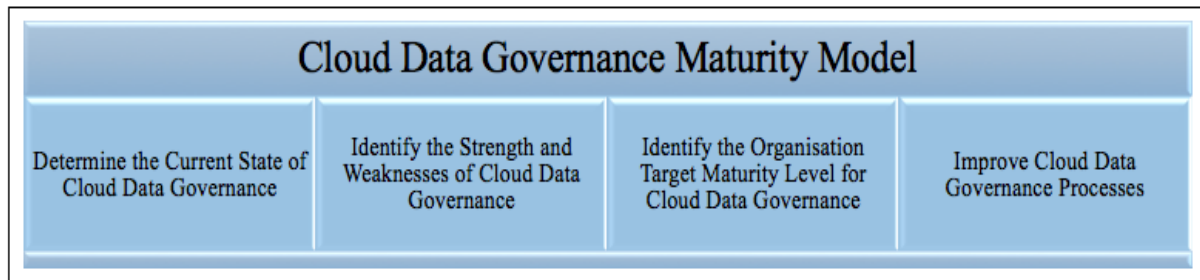 Cloud Data Governance Maturity Model
Determine the Current State of
Cloud Data Governance
Identify the Strength and
Weaknesses of Cloud Data
Governance
Identify the Organisation
Target Maturity Level for
Cloud Data Governance
Improve Cloud Data
Governance Processes